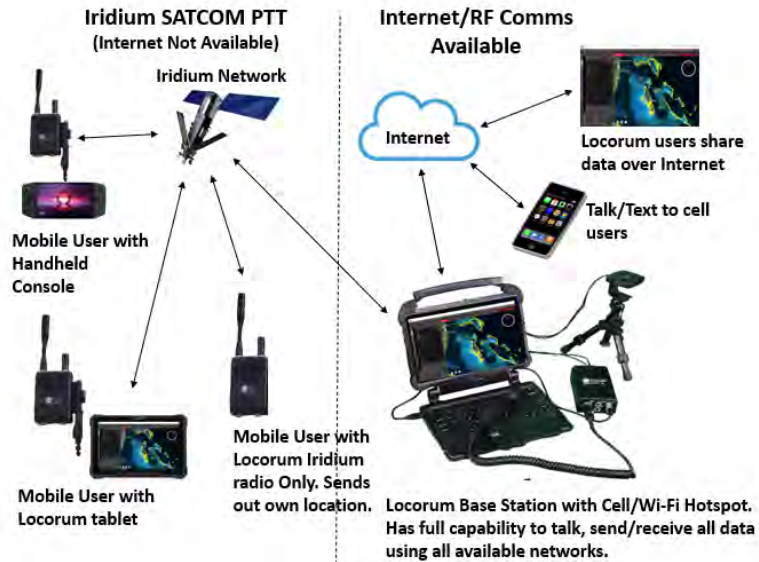 Iridium SATCOM PTT
(Internet Not Available)
Iridium Network
Mobile User with
Handheld
Console
Mobile User with
Locorum tablet
Mobile User with
Locorum Iridium
radio Only. Sends
out own location.
Internet/RF Comms
Available
Internet
Locorum users share
data over Internet
Talk/Text to cell
users
Locorum Base Station with Cell/Wi-Fi Hotspot.
Has full capability to talk, send/receive all data
using all available networks.